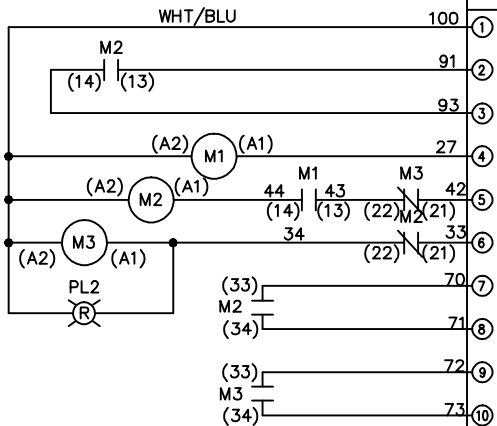 WHT/BLU 100 1
M2 91 2
(14) (13)
93 3
(A2) M1 (A1) 27 4
M1 M3
(A2) M2 (A1) 44 43 42 5
(14) (13) (22) (21)
M2
M3 34 33 6
(A2) (A1) (22) (21)
PL2
R
(33) 70 7
M2
(34) 71 8
(33) 72 9
M3
(34) 73 10